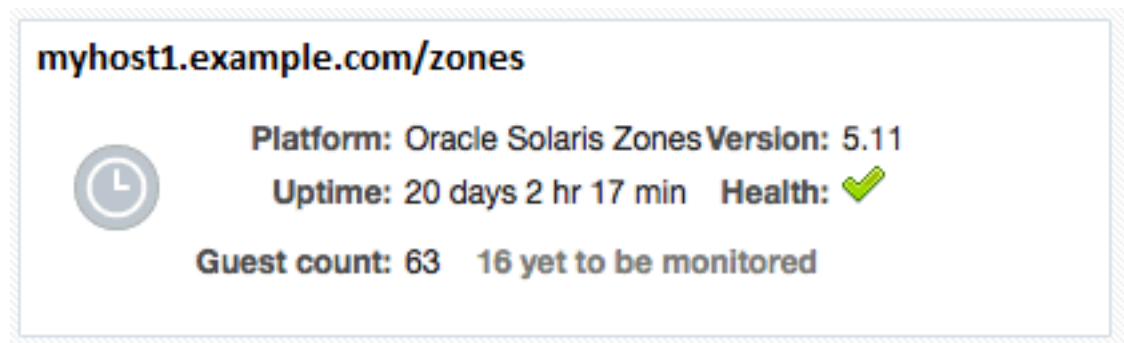 myhost1.example.com/zones
Platform: Oracle Solaris Zones Version: 5.11
Uptime: 20 days 2 hr 17 min Health:
Guest count: 63 16 yet to be monitored